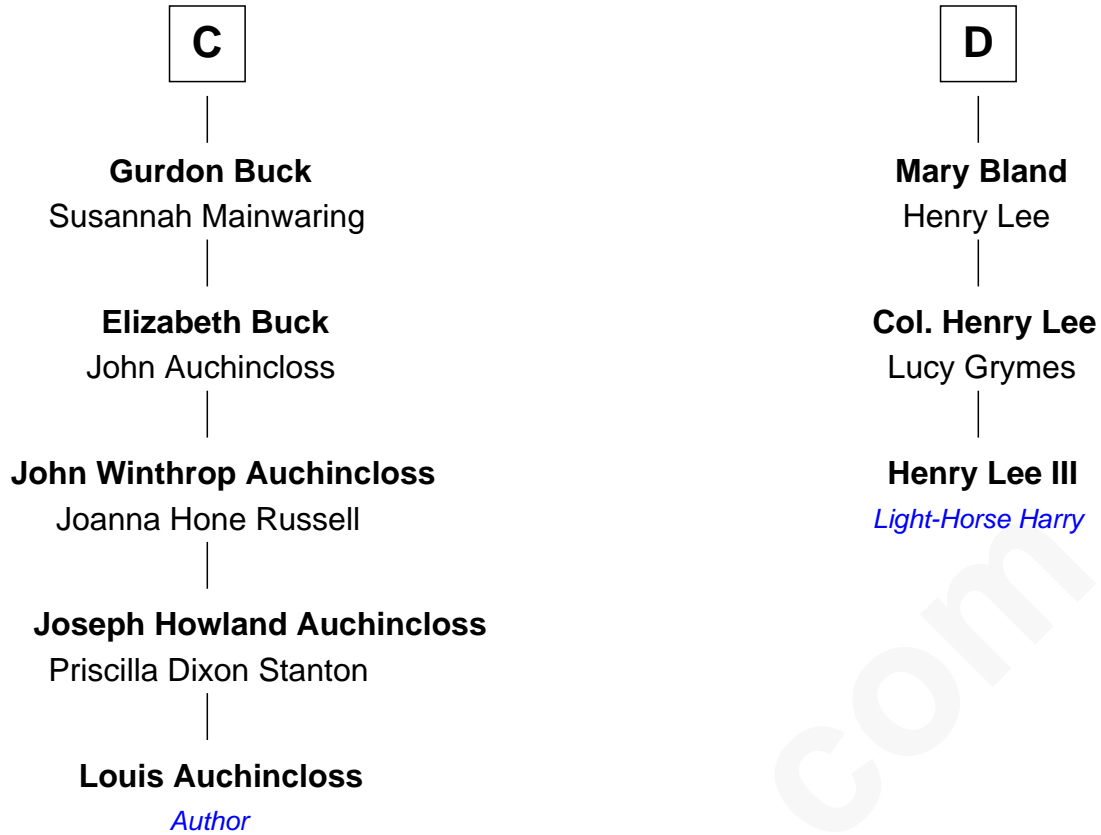 C
Gurdon Buck
Susannah Mainwaring
Elizabeth Buck
John Auchincloss
John Winthrop Auchincloss
Joanna Hone Russell
Joseph Howland Auchincloss
Priscilla Dixon Stanton
Louis Auchincloss
Author
D
Mary Bland
Henry Lee
Col. Henry Lee
Lucy Grymes
Henry Lee III
Light-Horse Harry
com